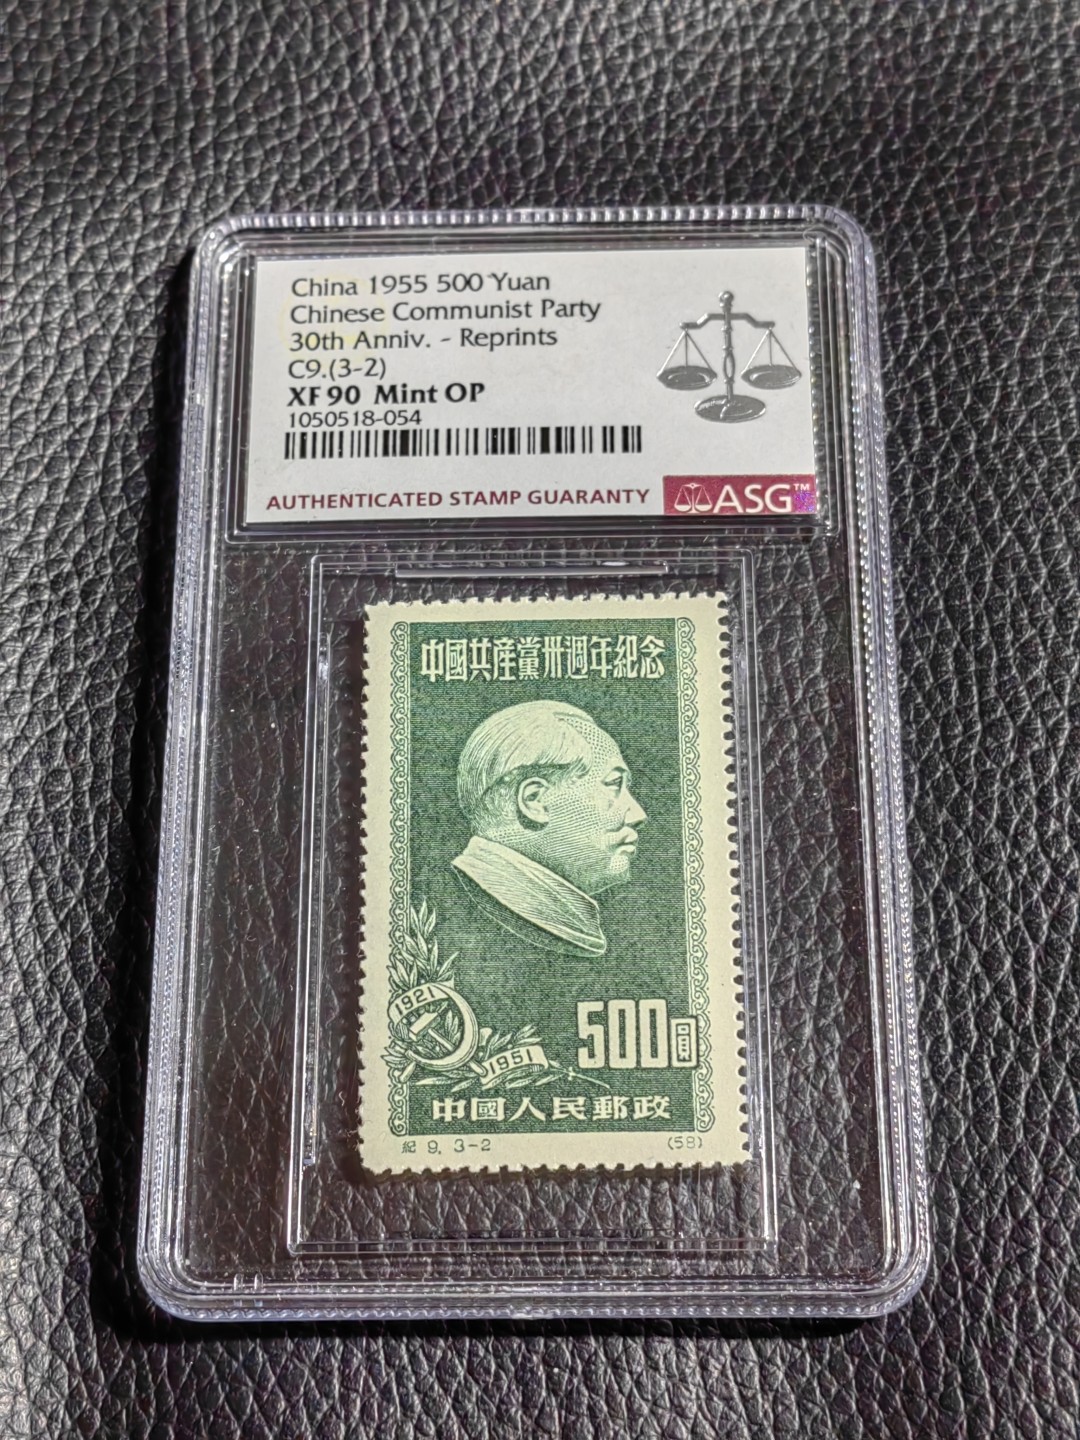 China 1955 500 Yuan
Chinese Communist Party
30th Anniv. - Reprints
C9.(3-2)
XF 90 Mint OP
1050518-054
AUTHENTICATED STAMP GUARANTY
ASG™
中國共產黨卅週年紀念
1921
1951
500圓
中國人民郵政
紀 9. 3-2
(58)